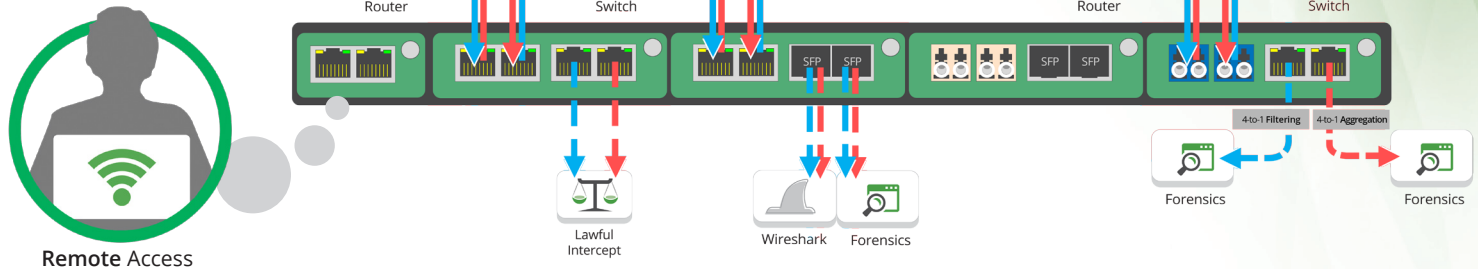 Router
Switch
Router
Switch
SFP
SFP
SFP
SFP
4-to-1 Filtering
4-to-1 Aggregation
Lawful
Intercept
Wireshark
Forensics
Forensics
Forensics
Remote Access